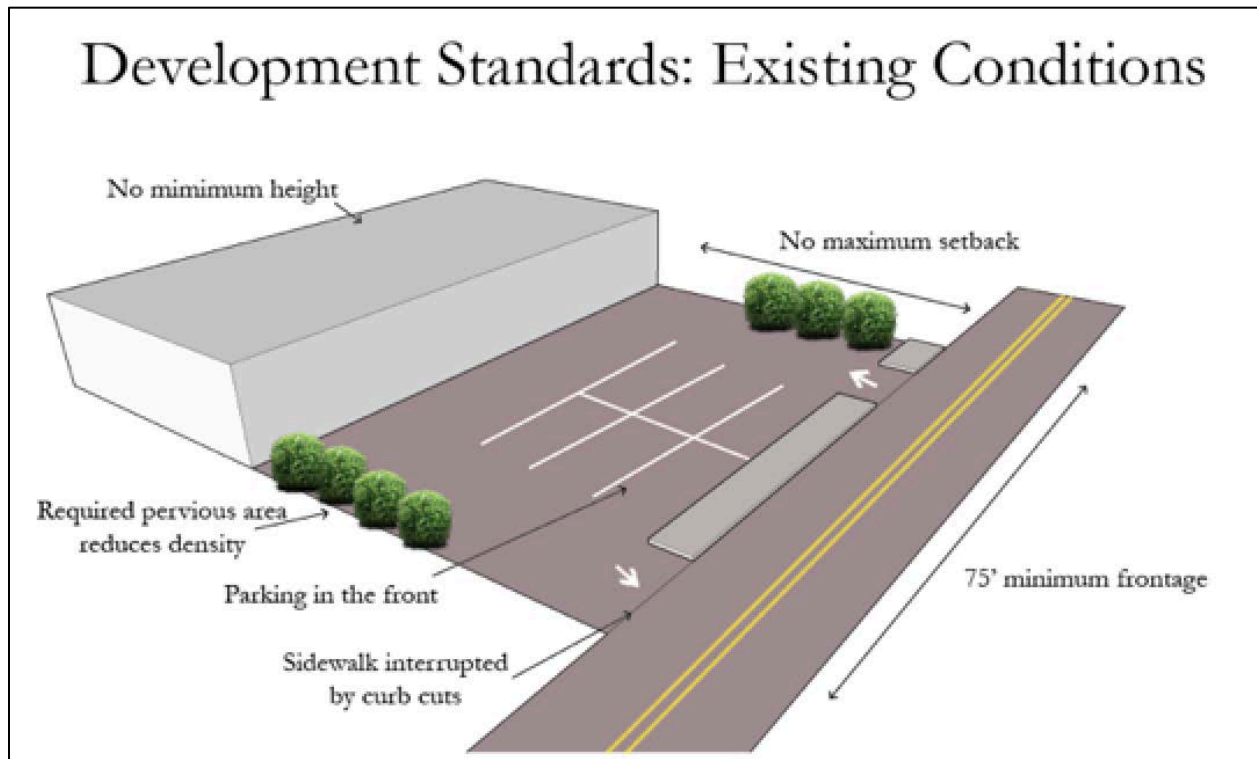 Development Standards: Existing Conditions
No mimimum height
No maximum setback
Required pervious area
reduces density
Parking in the front
75' minimum frontage
Sidewalk interrupted
by curb cuts